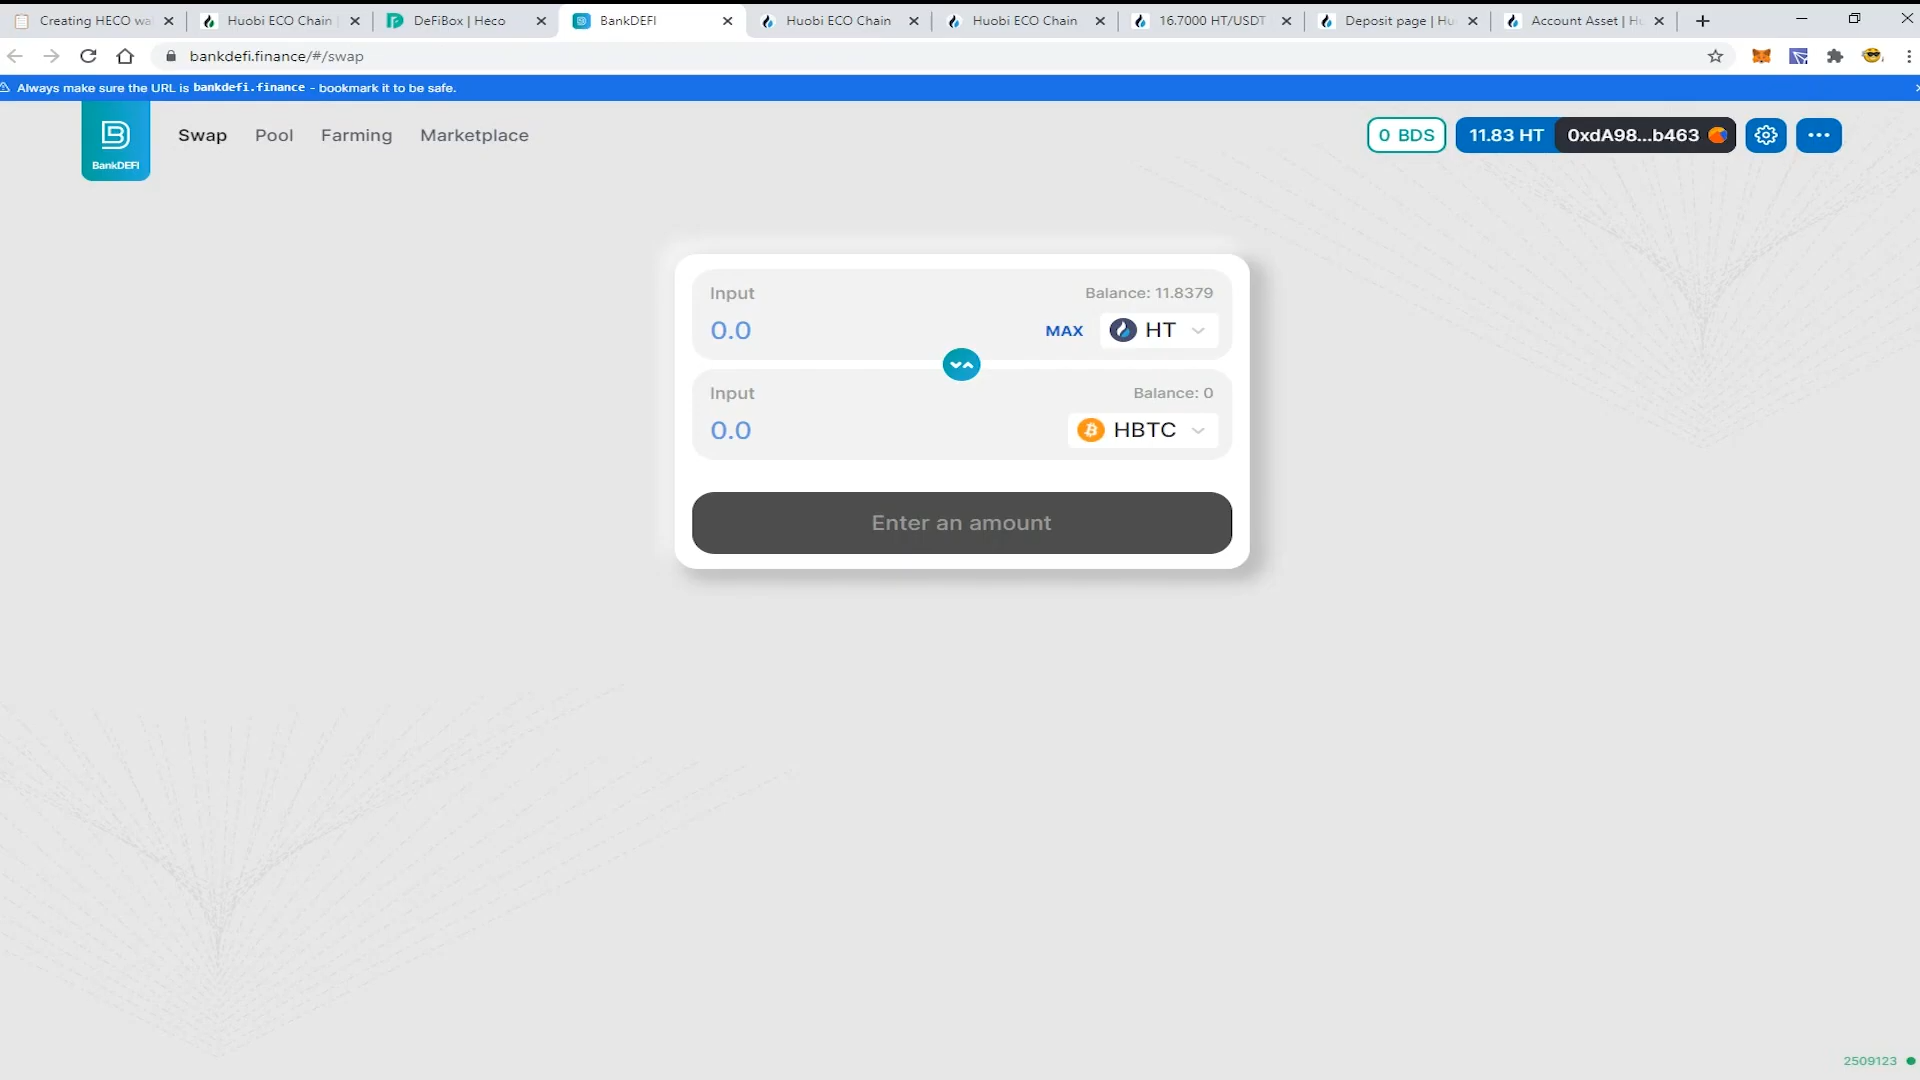 Creating HECO wa
Huobi ECO Chain
DeFiBox | Heco
BankDEFI
Huobi ECO Chain
Huobi ECO Chain
16.7000 HT/USDT
Deposit page | Hu
Account Asset | H
bankdefi.finance/#/swap
Always make sure the URL is bankdefi.finance - bookmark it to be safe.
BankDEFI
Swap
Pool
Farming
Marketplace
0 BDS
11.83 HT
0xdA98...b463
Input
Balance: 11.8379
0.0
MAX
HT
Input
Balance: 0
0.0
HBTC
Enter an amount
2509123